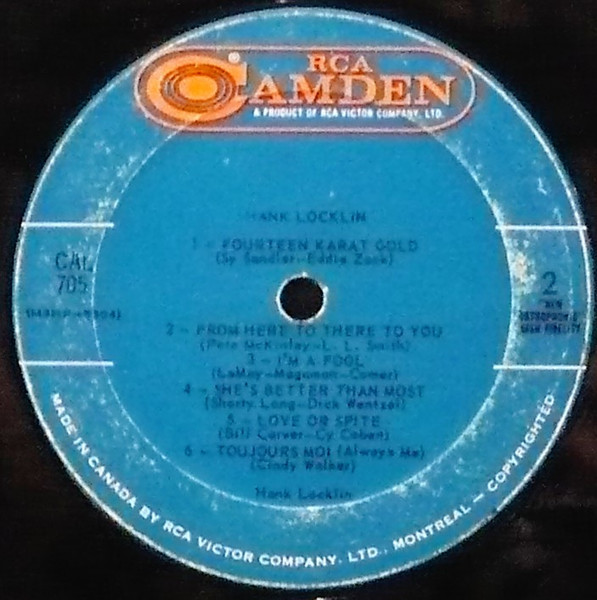 RCA
CAMDEN
A PRODUCT OF RCA VICTOR COMPANY, LTD.
HANK LOCKLIN
1 - FOURTEEN KARAT GOLD
(Sy Sandler-Eddie Zack)
CAL
705
2
"NEW
ORTHOPHONIC"
HIGH FIDELITY
2 - FROM HERE TO THERE TO YOU
(Pete McKinley-L. L. Smith)
3 - I'M A FOOL
4 - SHE'S BETTER THAN MOST
(Shorty Long-Dick Wentzel)
5 - LOVE OR SPITE
(Bill Carver-Cy Coben)
6 - TOUJOURS MOI (Always Me)
(Cindy Walker)
Hank Locklin
MADE IN CANADA BY RCA VICTOR COMPANY, LTD., MONTREAL - COPYRIGHTED